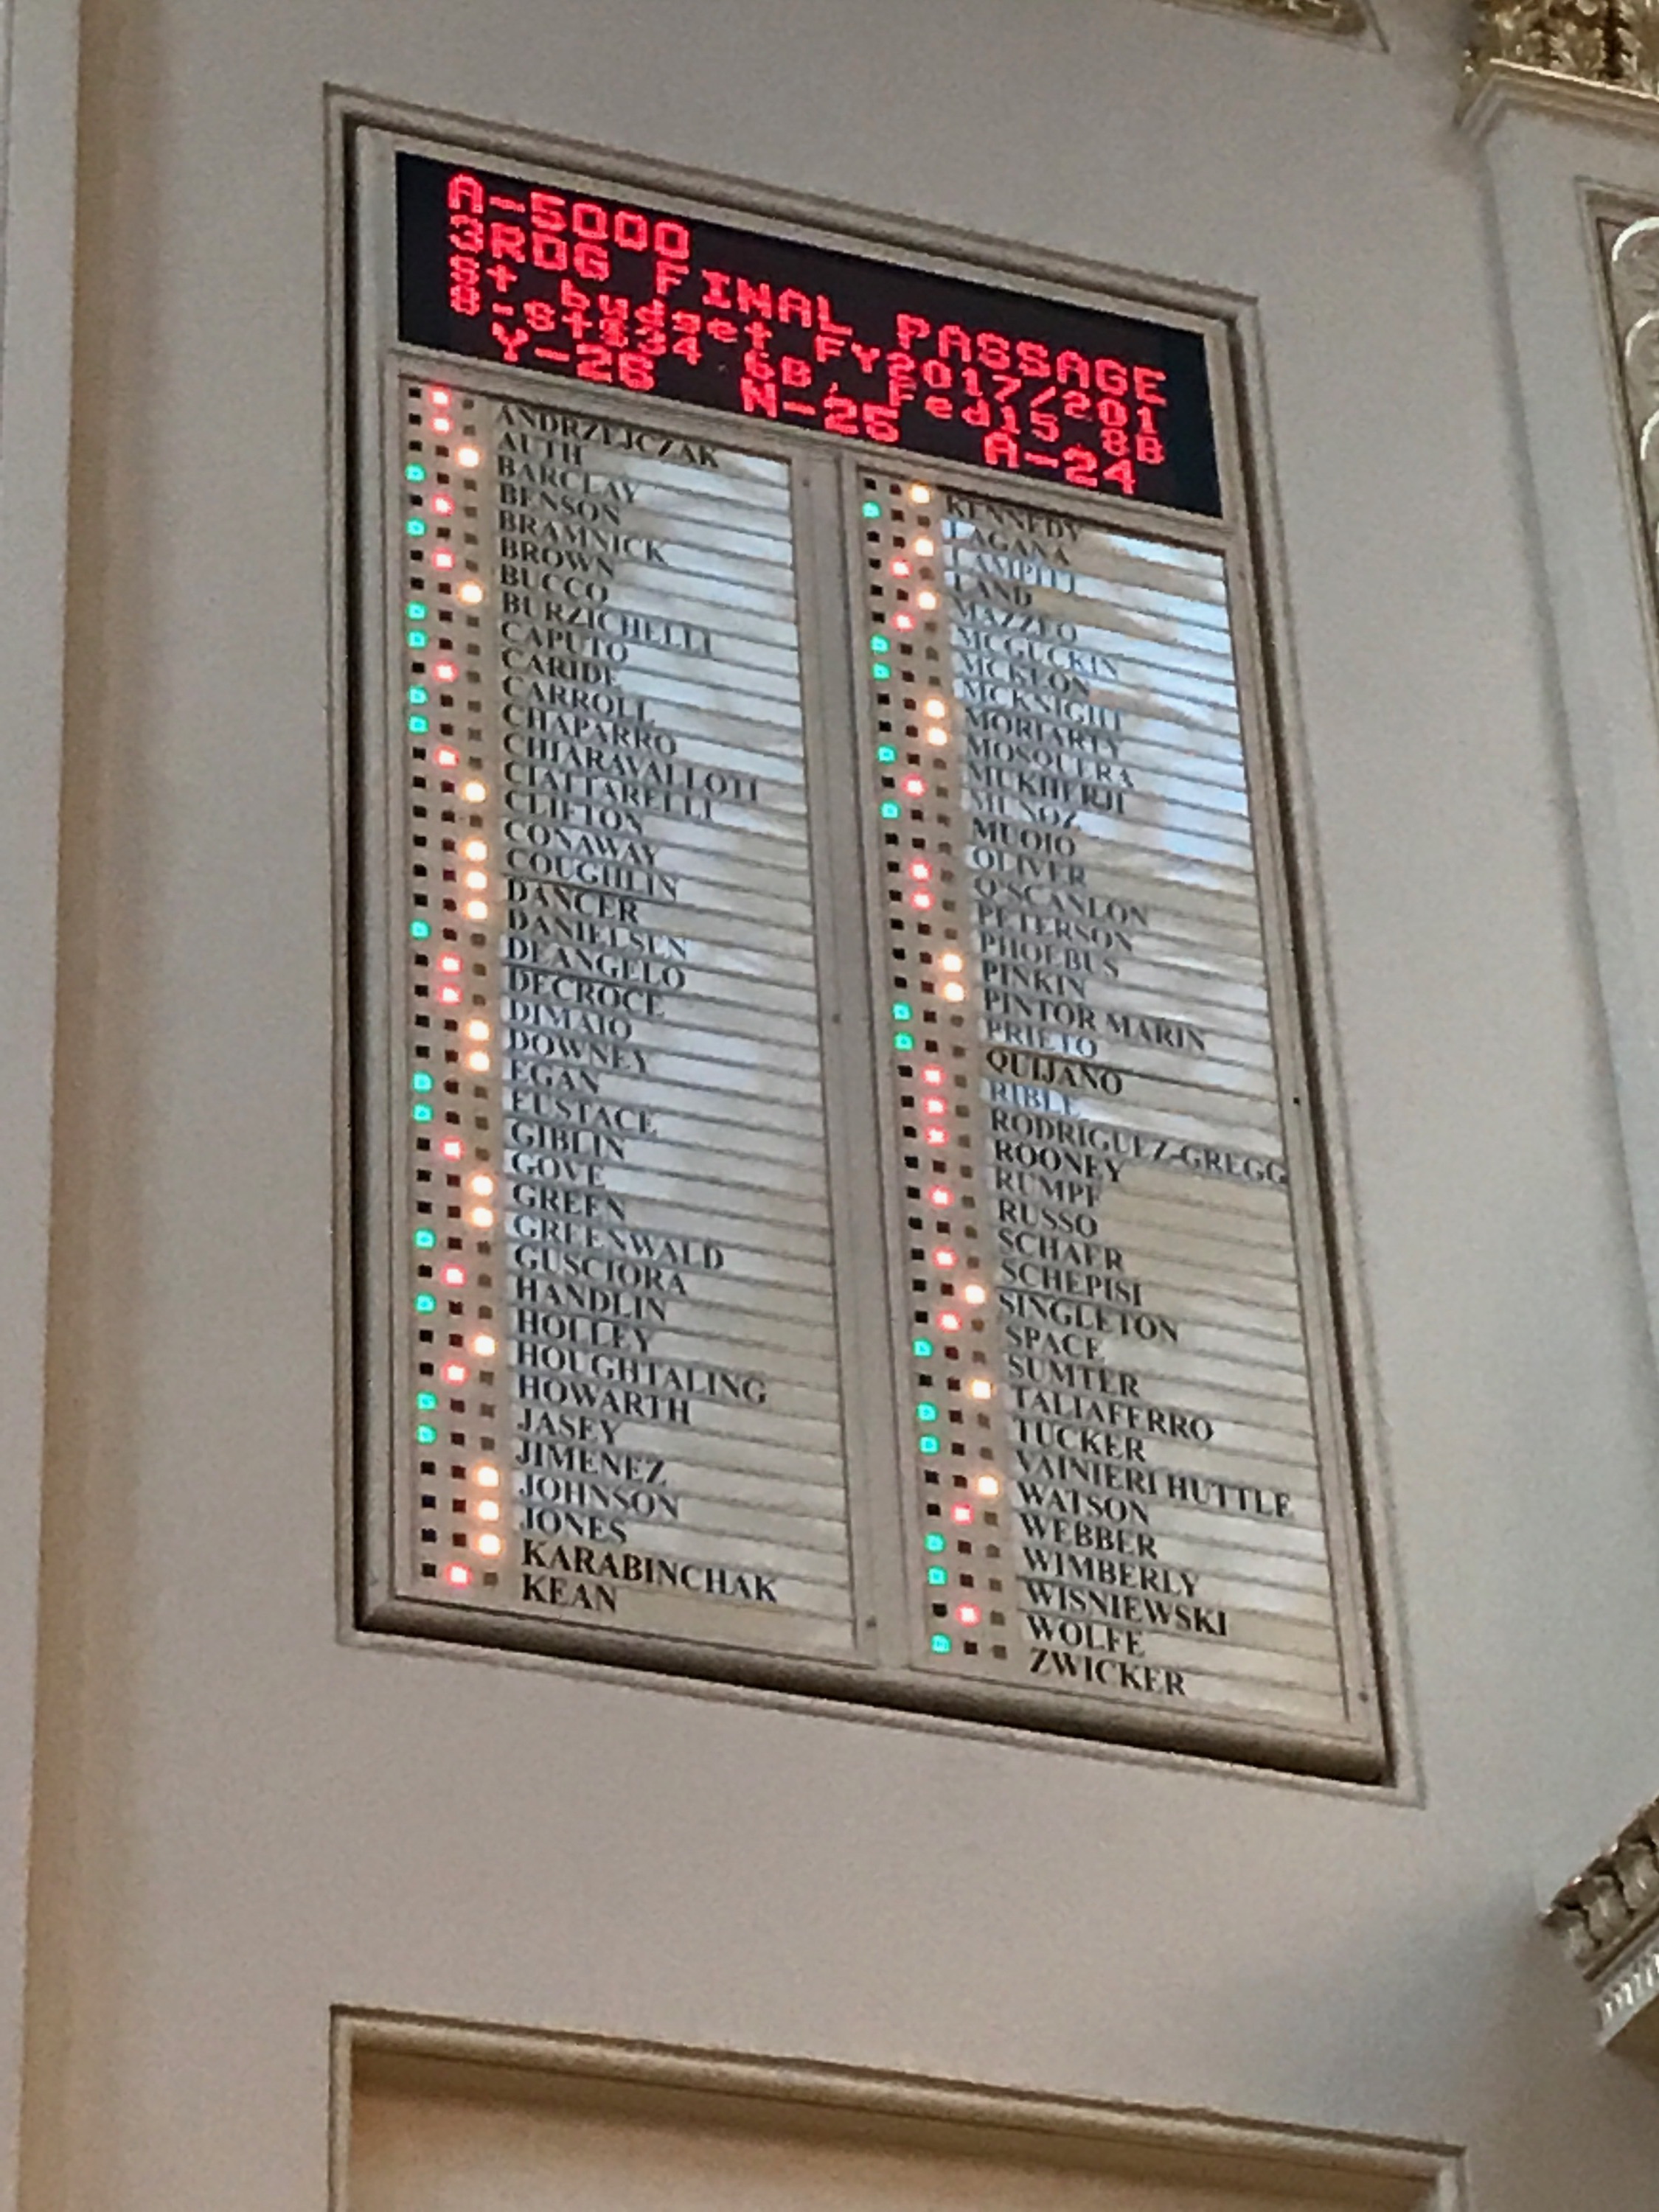 A-5000
3RDG FINAL PASSAGE
St budget FY2017/201
8-st$34.6B, Fed15.8B
Y-26 N-25 A-24
ANDRZEJCZAK
AUTH
BARCLAY
BENSON
BRAMNICK
BROWN
BUCCO
BURZICHELLI
CAPUTO
CARIDE
CARROLL
CHAPARRO
CHIARAVALLOTI
CIATTARELLI
CLIFTON
CONAWAY
COUGHLIN
DANCER
DANIELSEN
DEANGELO
DECROCE
DIMAIO
DOWNEY
EGAN
EUSTACE
GIBLIN
GOVE
GREEN
GREENWALD
GUSCIORA
HANDLIN
HOLLEY
HOUGHTALING
HOWARTH
JASEY
JIMENEZ
JOHNSON
JONES
KARABINCHAK
KEAN
KENNEDY
LAGANA
LAMPITT
LAND
MAZZEO
MCGUCKIN
MCKEON
MCKNIGHT
MORIARTY
MOSQUERA
MUKHERJI
MUNOZ
MUOIO
OLIVER
O'SCANLON
PETERSON
PHOEBUS
PINKIN
PINTOR MARIN
PRIETO
QUIJANO
RIBLE
RODRIGUEZ-GREGG
ROONEY
RUMPF
RUSSO
SCHAER
SCHEPISI
SINGLETON
SPACE
SUMTER
TALIAFERRO
TUCKER
VAINIERI HUTTLE
WATSON
WEBBER
WIMBERLY
WISNIEWSKI
WOLFE
ZWICKER